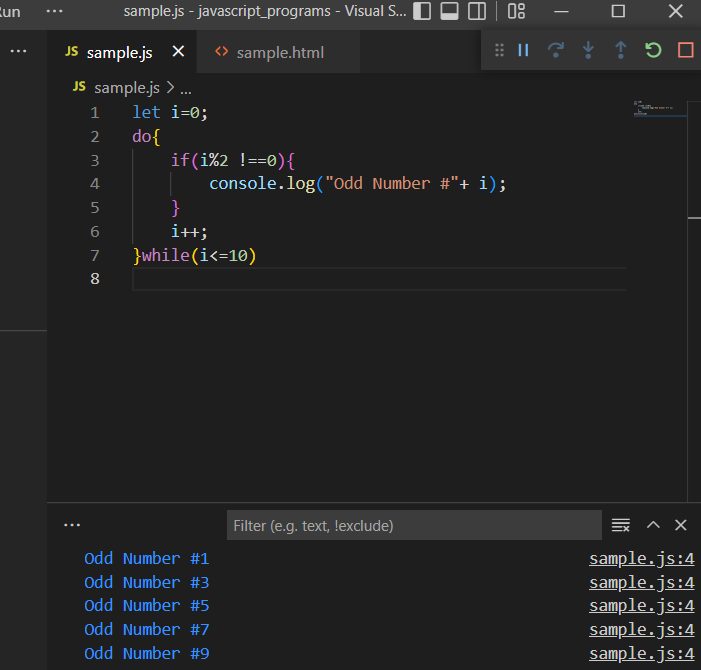 un ··· sample.js - javascript_programs - Visual S...
··· JS sample.js <> sample.html
JS sample.js > ...
1 let i=0;
2 do{
3     if(i%2 !==0){
4         console.log("Odd Number #"+ i);
5     }
6     i++;
7 }while(i<=10)
8
··· Filter (e.g. text, !exclude)
Odd Number #1 sample.js:4
Odd Number #3 sample.js:4
Odd Number #5 sample.js:4
Odd Number #7 sample.js:4
Odd Number #9 sample.js:4